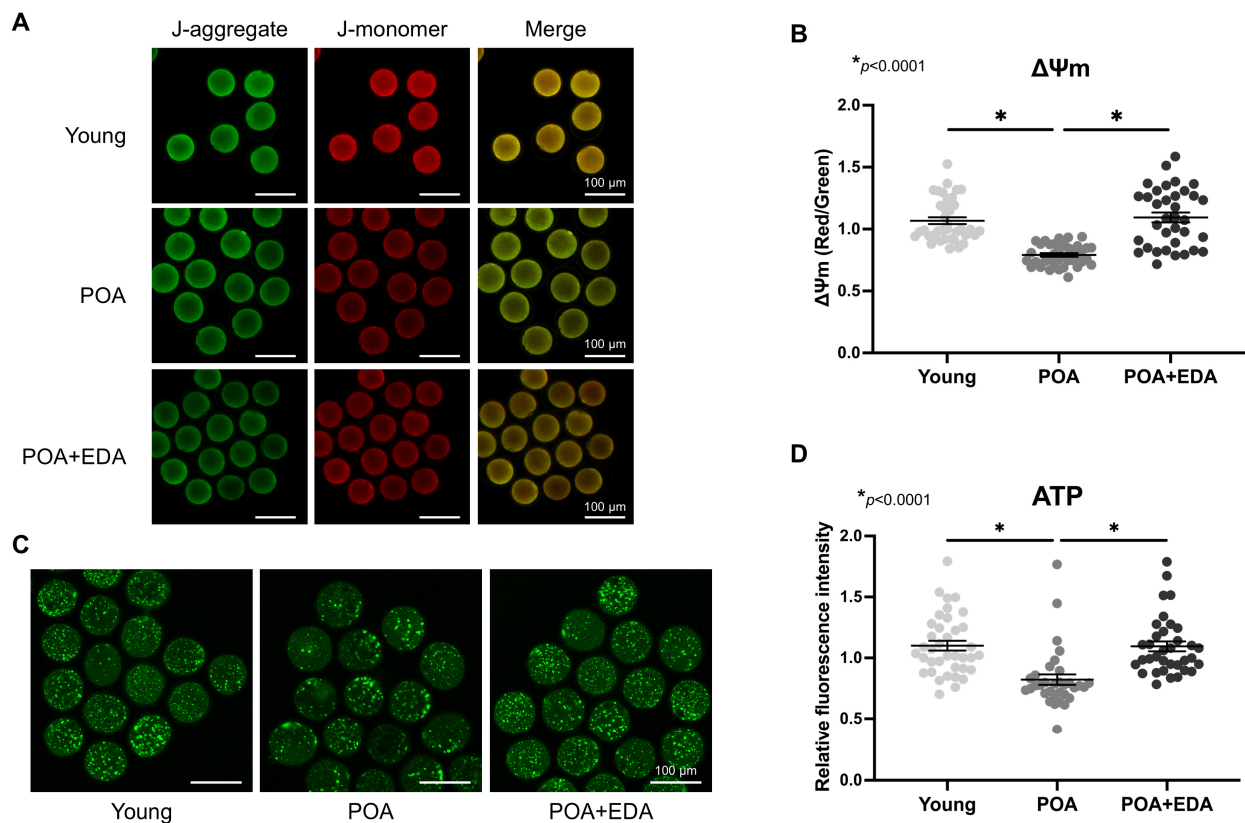 A
J-aggregate J-monomer Merge
Young
100 µm
POA
100 µm
POA+EDA
100 µm
B
*p<0.0001
ΔΨm
ΔΨm (Red/Green)
2.0
1.5
1.0
0.5
0.0
* *
Young POA POA+EDA
C
100 µm
Young POA POA+EDA
D
*p<0.0001
ATP
Relative fluorescence intensity
2.0
1.5
1.0
0.5
0.0
* *
Young POA POA+EDA